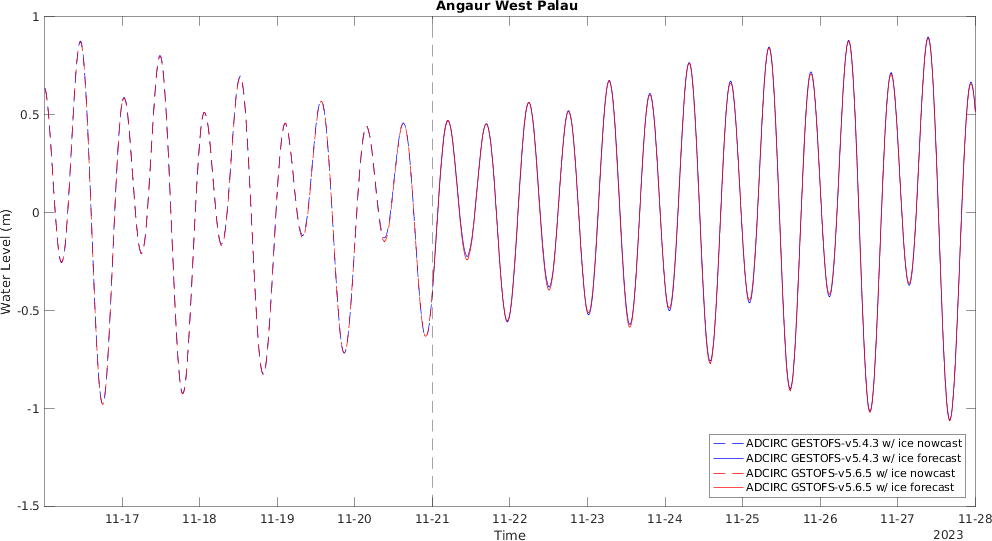 Angaur West Palau
1
0.5
0
-0.5
-1
-1.5
Water Level (m)
11-17 11-18 11-19 11-20 11-21 11-22 11-23 11-24 11-25 11-26 11-27 11-28
Time
2023
ADCIRC GESTOFS-v5.4.3 w/ ice nowcast
ADCIRC GESTOFS-v5.4.3 w/ ice forecast
ADCIRC GSTOFS-v5.6.5 w/ ice nowcast
ADCIRC GSTOFS-v5.6.5 w/ ice forecast